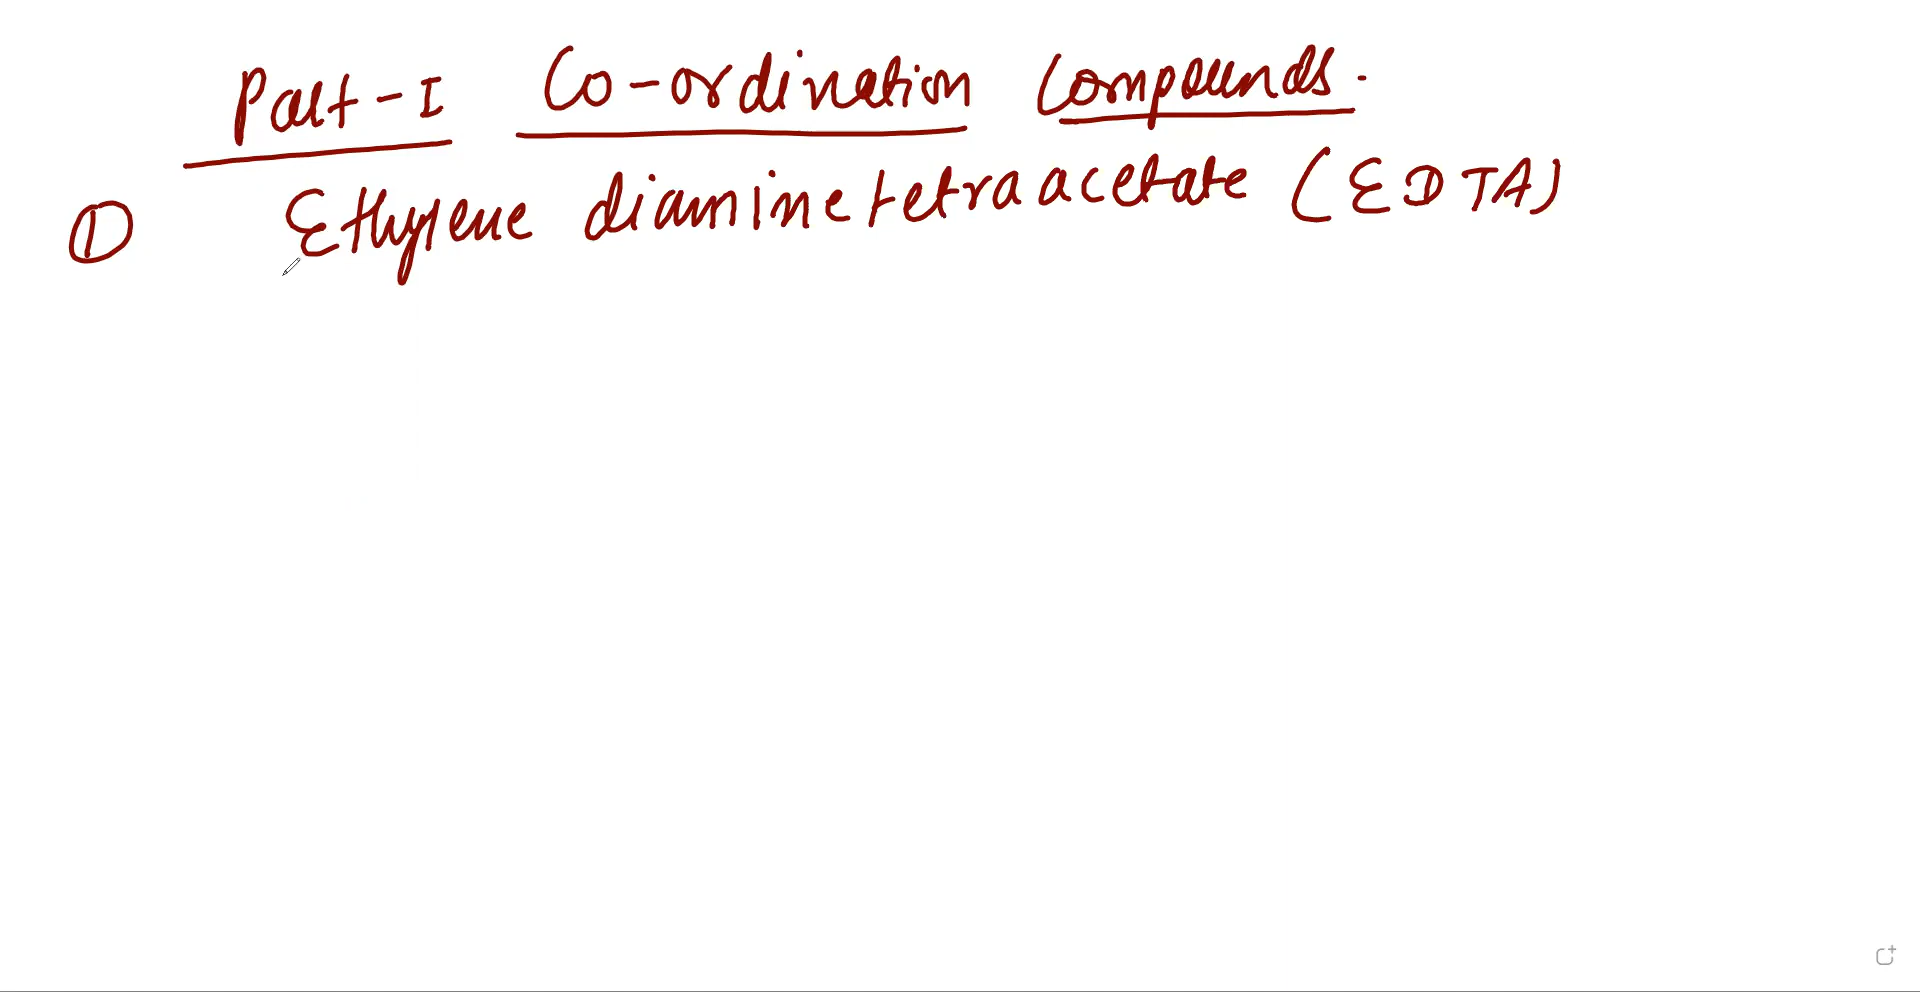 Part-I Co-ordination Compounds.
① Ethylene diaminetetraacetate (EDTA)